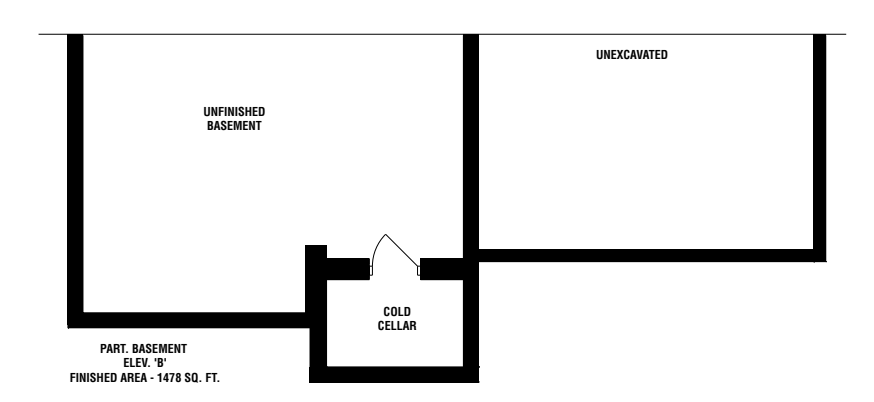 UNEXCAVATED
UNFINISHED
BASEMENT
COLD
CELLAR
PART. BASEMENT
ELEV. 'B'
FINISHED AREA - 1478 SQ. FT.